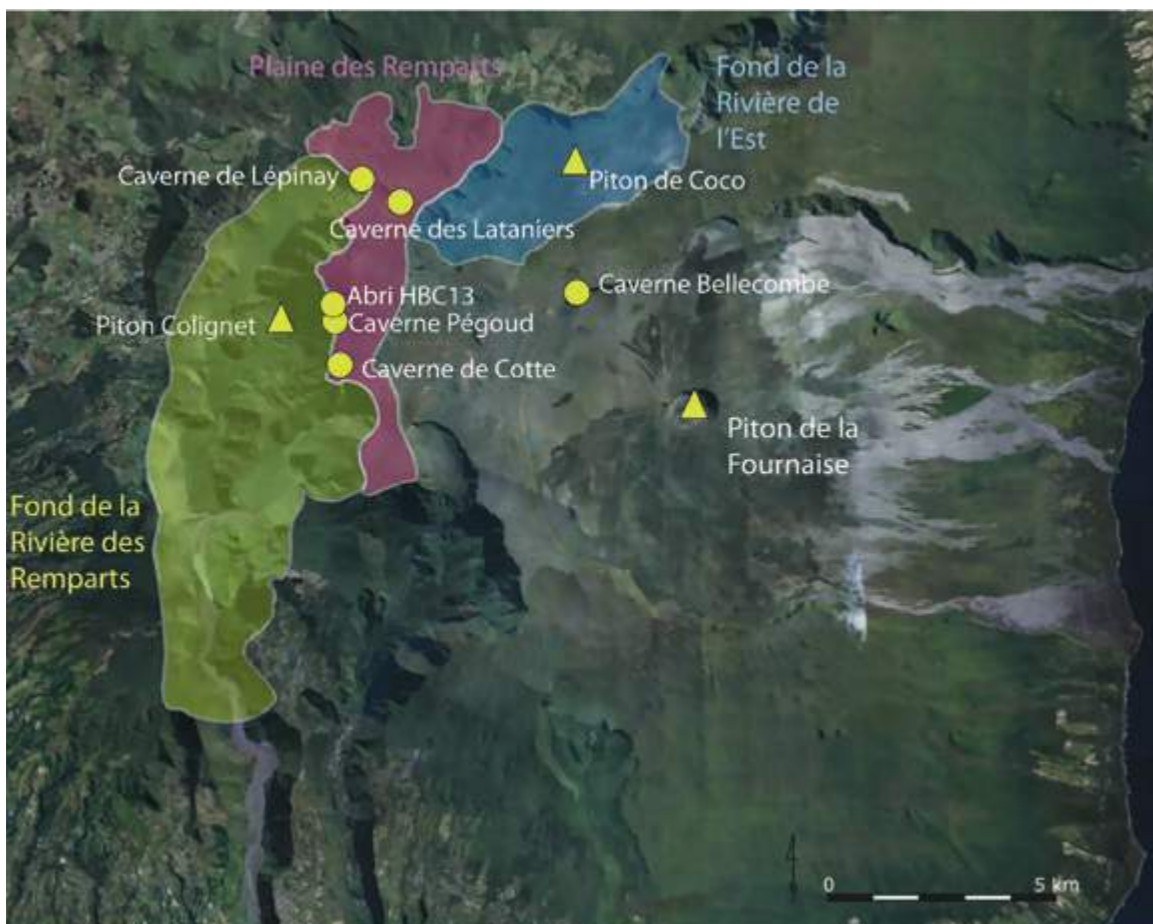 Plaine des Remparts
Fond de la
Rivière de
l'Est
Caverne de Lépinay
Piton de Coco
Caverne des Lataniers
Caverne Bellecombe
Abri HBC13
Piton Colignet
Caverne Pégoud
Caverne de Cotte
Piton de la
Fournaise
Fond de la
Rivière des
Remparts
0
5 km